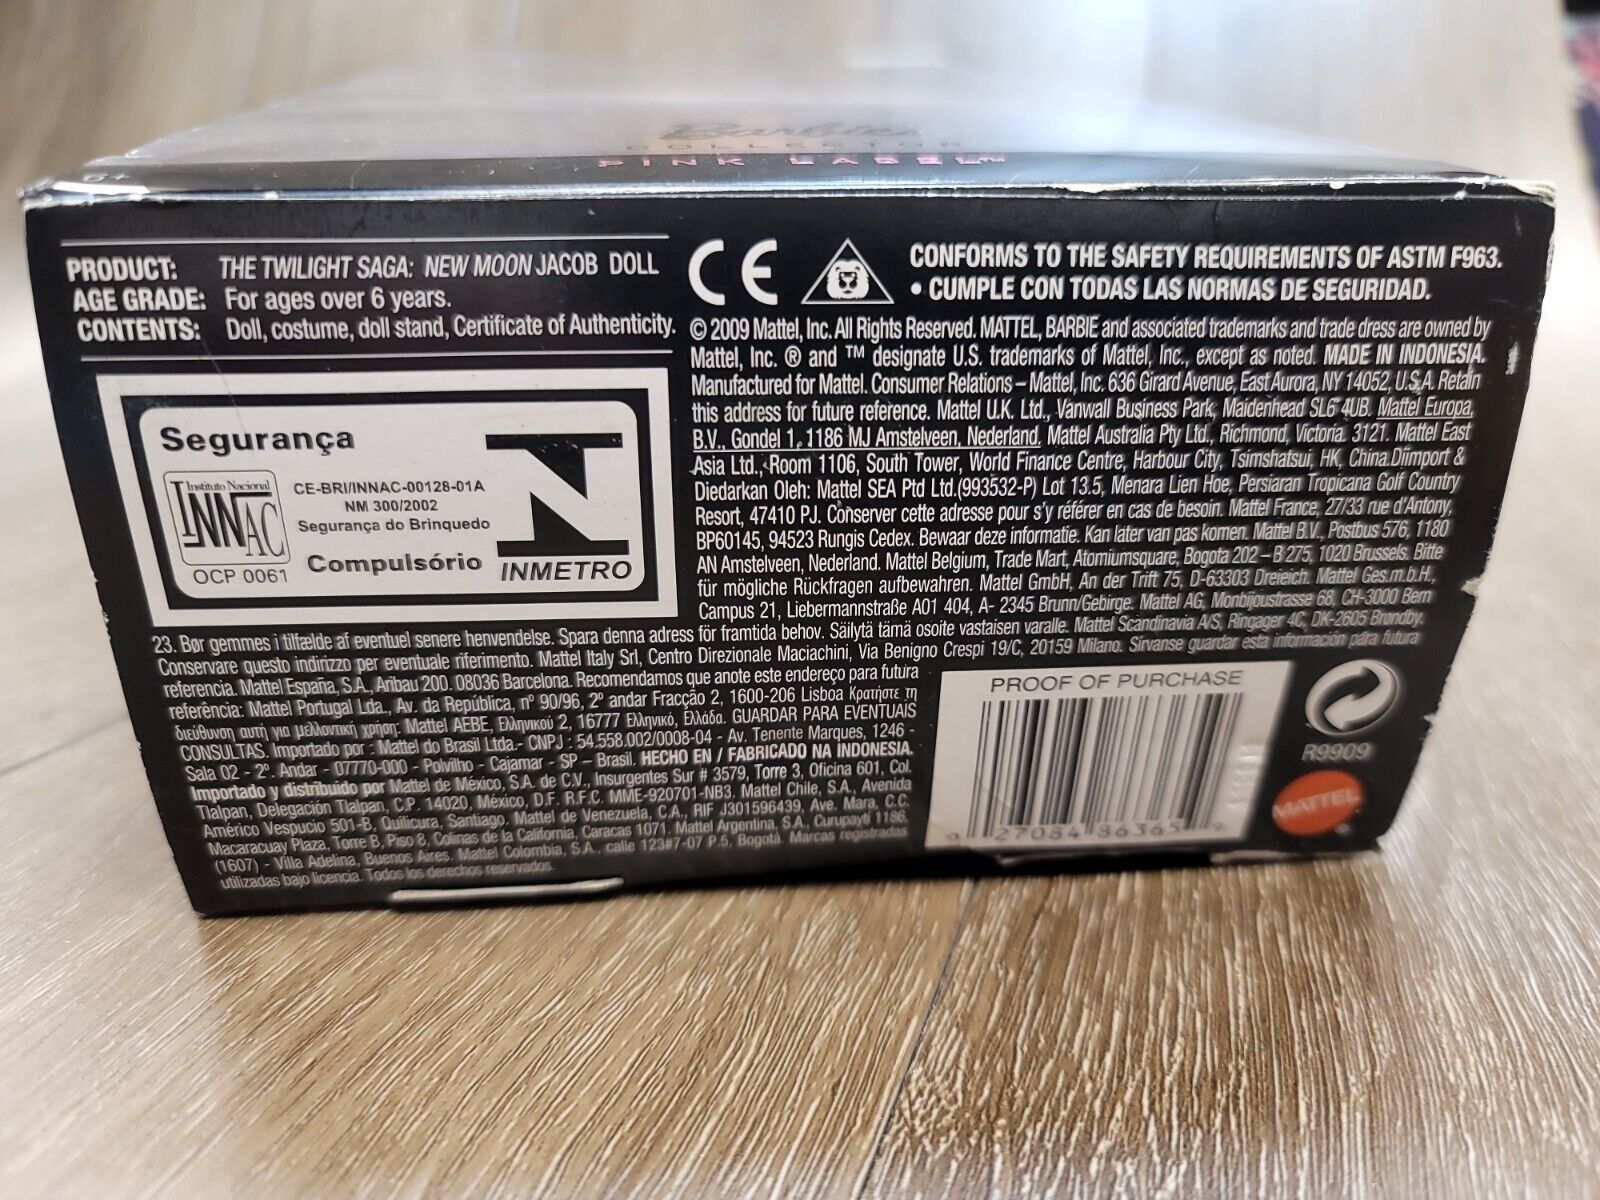 Barbie
COLLECTOR
PINK LABEL™
6+
PRODUCT: THE TWILIGHT SAGA: NEW MOON JACOB DOLL
AGE GRADE: For ages over 6 years.
CONTENTS: Doll, costume, doll stand, Certificate of Authenticity.
Segurança
Instituto Nacional
INNAC
OCP 0061
CE-BRI/INNAC-00128-01A
NM 300/2002
Segurança do Brinquedo
Compulsório
INMETRO
CE
CONFORMS TO THE SAFETY REQUIREMENTS OF ASTM F963.
• CUMPLE CON TODAS LAS NORMAS DE SEGURIDAD.
© 2009 Mattel, Inc. All Rights Reserved. MATTEL, BARBIE and associated trademarks and trade dress are owned by
Mattel, Inc. ® and ™ designate U.S. trademarks of Mattel, Inc., except as noted. MADE IN INDONESIA.
Manufactured for Mattel. Consumer Relations – Mattel, Inc. 636 Girard Avenue, East Aurora, NY 14052, U.S.A. Retain
this address for future reference. Mattel U.K. Ltd., Vanwall Business Park, Maidenhead SL6 4UB. Mattel Europa,
B.V., Gondel 1, 1186 MJ Amstelveen, Nederland. Mattel Australia Pty Ltd., Richmond, Victoria. 3121. Mattel East
Asia Ltd., Room 1106, South Tower, World Finance Centre, Harbour City, Tsimshatsui, HK, China. Diimport &
Diedarkan Oleh: Mattel SEA Ptd Ltd.(993532-P) Lot 13.5, Menara Lien Hoe, Persiaran Tropicana Golf Country
Resort, 47410 PJ. Conserver cette adresse pour s'y référer en cas de besoin. Mattel France, 27/33 rue d'Antony,
BP60145, 94523 Rungis Cedex. Bewaar deze informatie. Kan later van pas komen. Mattel B.V., Postbus 576, 1180
AN Amstelveen, Nederland. Mattel Belgium, Trade Mart, Atomiumsquare, Bogota 202 – B 275, 1020 Brussels. Bitte
für mögliche Rückfragen aufbewahren. Mattel GmbH, An der Trift 75, D-63303 Dreieich. Mattel Ges.m.b.H.,
Campus 21, Liebermannstraße A01 404, A- 2345 Brunn/Gebirge. Mattel AG, Monbijoustrasse 68, CH-3000 Bern
23. Bør gemmes i tilfælde af eventuel senere henvendelse. Spara denna adress för framtida behov. Säilytä tämä osoite vastaisen varalle. Mattel Scandinavia A/S, Ringager 4C, DK-2605 Brøndby.
Conservare questo indirizzo per eventuale riferimento. Mattel Italy Srl, Centro Direzionale Maciachini, Via Benigno Crespi 19/C, 20159 Milano. Sírvanse guardar esta información para futura
referencia. Mattel España, S.A., Aribau 200. 08036 Barcelona. Recomendamos que anote este endereço para futura
referência: Mattel Portugal Lda., Av. da República, nº 90/96, 2º andar Fracção 2, 1600-206 Lisboa Κρατήστε τη
διεύθυνση αυτή για μελλοντική χρήση: Mattel AEBE, Ελληνικού 2, 16777 Ελληνικό, Ελλάδα. GUARDAR PARA EVENTUAIS
CONSULTAS. Importado por : Mattel do Brasil Ltda.- CNPJ : 54.558.002/0008-04 - Av. Tenente Marques, 1246 -
Sala 02 - 2º. Andar - 07770-000 - Polvilho - Cajamar - SP – Brasil. HECHO EN / FABRICADO NA INDONESIA.
Importado y distribuido por Mattel de México, S.A. de C.V., Insurgentes Sur # 3579, Torre 3, Oficina 601, Col.
Tlalpan, Delegación Tlalpan, C.P. 14020, México, D.F. R.F.C. MME-920701-NB3. Mattel Chile, S.A., Avenida
Américo Vespucio 501-B, Quilicura, Santiago. Mattel de Venezuela, C.A., RIF J301596439, Ave. Mara, C.C.
Macaracuay Plaza, Torre B, Piso 8, Colinas de la California, Caracas 1071. Mattel Argentina, S.A., Curupaytí 1186,
(1607) - Villa Adelina, Buenos Aires. Mattel Colombia, S.A., calle 123#7-07 P.5, Bogotá. Marcas registradas
utilizadas bajo licencia. Todos los derechos reservados.
PROOF OF PURCHASE
0 27084 86365 4
R9909
MATTEL